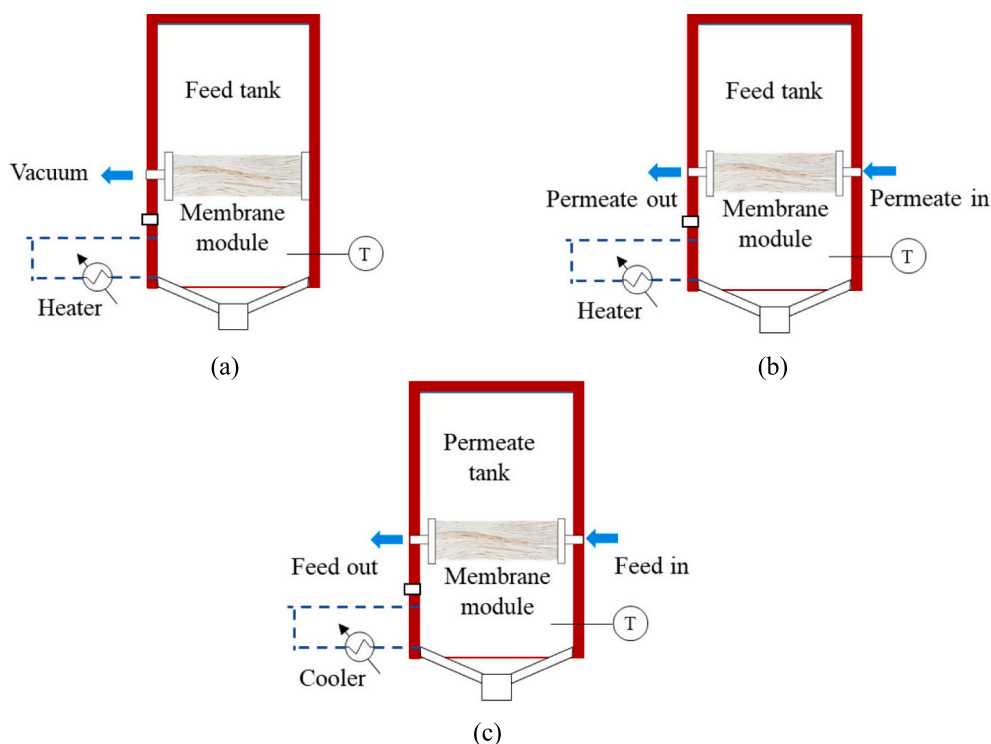 Feed tank
Vacuum
Membrane
module
T
Heater
(a)
Feed tank
Permeate out
Permeate in
Membrane
module
T
Heater
(b)
Permeate
tank
Feed out
Feed in
Membrane
module
T
Cooler
(c)